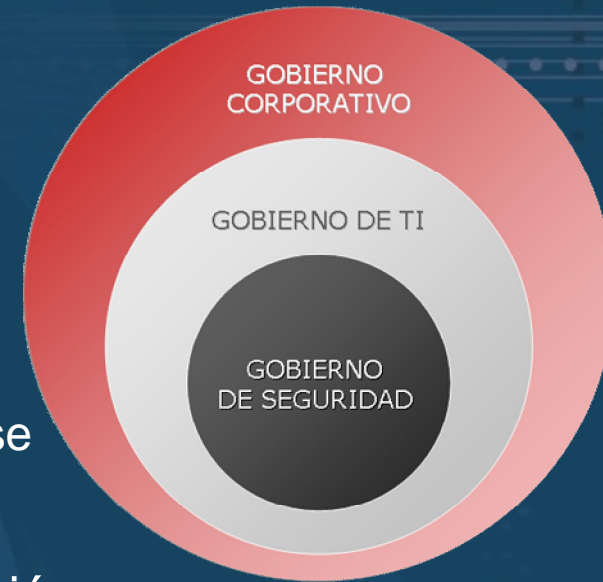 GOBIERNO
CORPORATIVO
GOBIERNO DE TI
GOBIERNO
DE SEGURIDAD
se